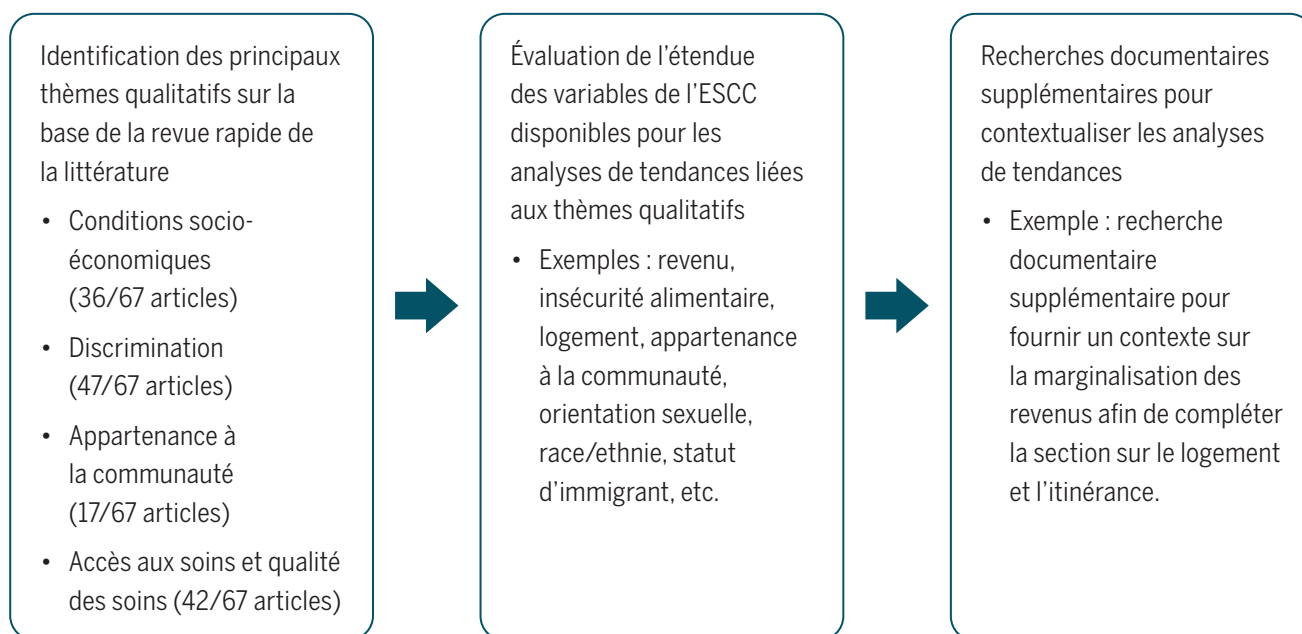 Identification des principaux
thèmes qualitatifs sur la
base de la revue rapide de
la littérature
• Conditions socio-
économiques
(36/67 articles)
• Discrimination
(47/67 articles)
• Appartenance à
la communauté
(17/67 articles)
• Accès aux soins et qualité
des soins (42/67 articles)
Évaluation de l’étendue
des variables de l’ESCC
disponibles pour les
analyses de tendances liées
aux thèmes qualitatifs
• Exemples : revenu,
insécurité alimentaire,
logement, appartenance
à la communauté,
orientation sexuelle,
race/ethnie, statut
d’immigrant, etc.
Recherches documentaires
supplémentaires pour
contextualiser les analyses
de tendances
• Exemple : recherche
documentaire
supplémentaire pour
fournir un contexte sur
la marginalisation des
revenus afin de compléter
la section sur le logement
et l’itinérance.